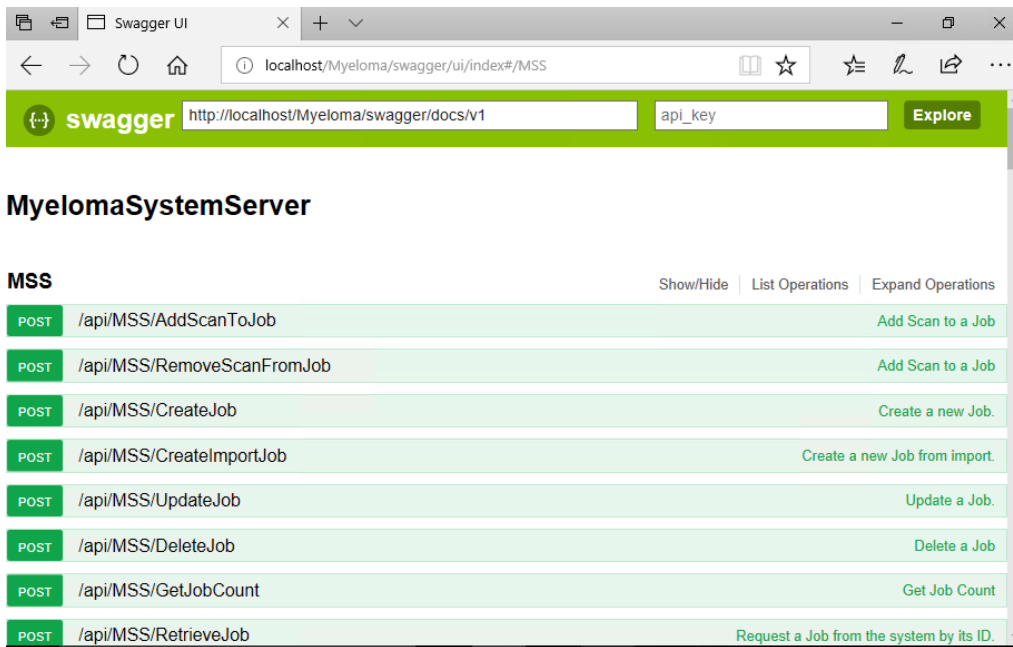 Swagger UI
localhost/Myeloma/swagger/ui/index#/MSS
{··} swagger http://localhost/Myeloma/swagger/docs/v1 api_key Explore
MyelomaSystemServer
MSS Show/Hide List Operations Expand Operations
POST /api/MSS/AddScanToJob Add Scan to a Job
POST /api/MSS/RemoveScanFromJob Add Scan to a Job
POST /api/MSS/CreateJob Create a new Job.
POST /api/MSS/CreateImportJob Create a new Job from import.
POST /api/MSS/UpdateJob Update a Job.
POST /api/MSS/DeleteJob Delete a Job
POST /api/MSS/GetJobCount Get Job Count
POST /api/MSS/RetrieveJob Request a Job from the system by its ID.